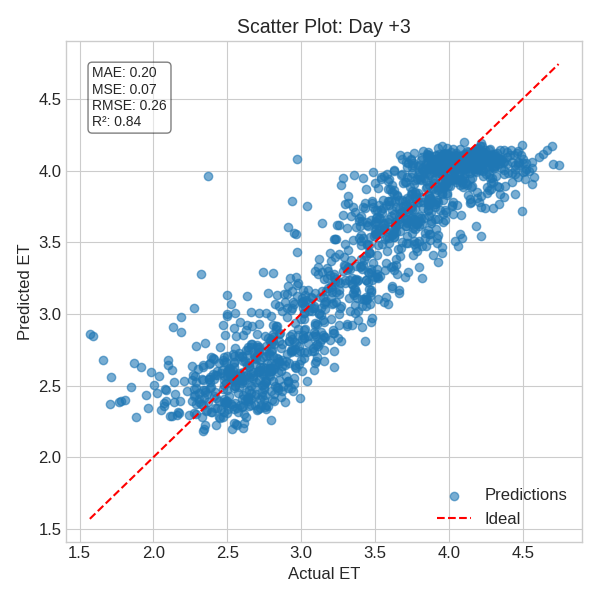 Scatter Plot: Day +3
MAE: 0.20
MSE: 0.07
RMSE: 0.26
R²: 0.84
4.5
4.0
3.5
3.0
2.5
2.0
1.5
Predicted ET
Predictions
Ideal
1.5 2.0 2.5 3.0 3.5 4.0 4.5
Actual ET